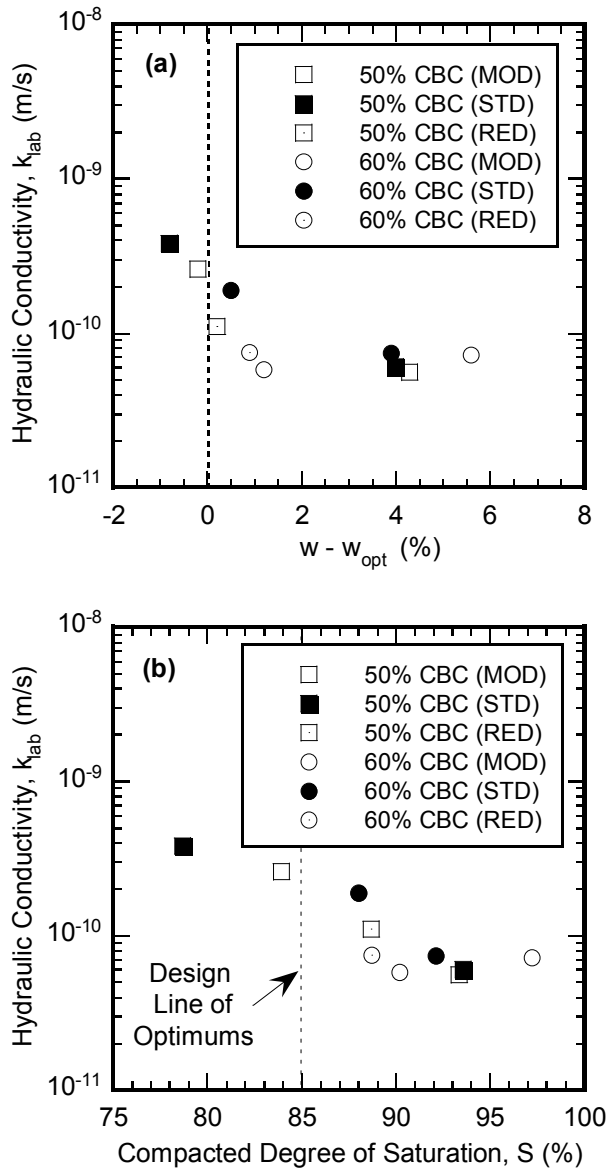 10-8
(a)
50% CBC (MOD)
50% CBC (STD)
50% CBC (RED)
60% CBC (MOD)
60% CBC (STD)
60% CBC (RED)
10-9
10-10
10-11
Hydraulic Conductivity, klab (m/s)
-2 0 2 4 6 8
w - wopt (%)
10-8
(b)
50% CBC (MOD)
50% CBC (STD)
50% CBC (RED)
60% CBC (MOD)
60% CBC (STD)
60% CBC (RED)
10-9
10-10
10-11
Hydraulic Conductivity, klab (m/s)
Design
Line of
Optimums
75 80 85 90 95 100
Compacted Degree of Saturation, S (%)